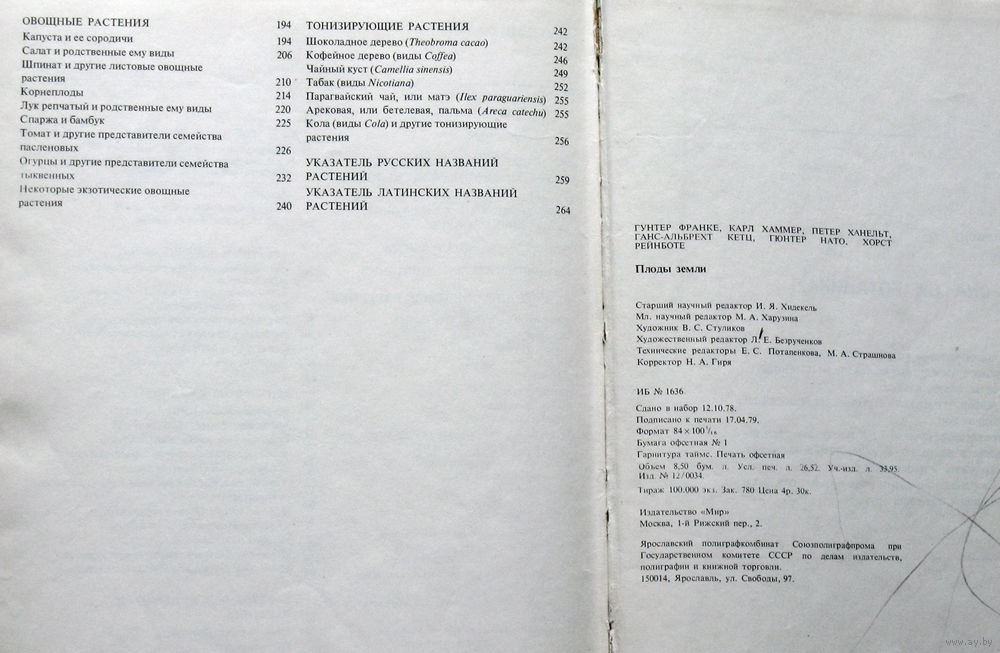 ОВОЩНЫЕ РАСТЕНИЯ 194
Капуста и ее сородичи 194
Салат и родственные ему виды 206
Шпинат и другие листовые овощные
растения 210
Корнеплоды 214
Лук репчатый и родственные ему виды 220
Спаржа и бамбук 225
Томат и другие представители семейства
пасленовых 226
Огурцы и другие представители семейства
тыквенных 232
Некоторые экзотические овощные
растения 240
ТОНИЗИРУЮЩИЕ РАСТЕНИЯ 242
Шоколадное дерево (Theobroma cacao) 242
Кофейное дерево (виды Coffea) 246
Чайный куст (Camellia sinensis) 249
Табак (виды Nicotiana) 252
Парагвайский чай, или матэ (Ilex paraguariensis) 255
Арековая, или бетелевая, пальма (Areca catechu) 255
Кола (виды Cola) и другие тонизирующие
растения 256
УКАЗАТЕЛЬ РУССКИХ НАЗВАНИЙ
РАСТЕНИЙ 259
УКАЗАТЕЛЬ ЛАТИНСКИХ НАЗВАНИЙ
РАСТЕНИЙ 264
ГУНТЕР ФРАНКЕ, КАРЛ ХАММЕР, ПЕТЕР ХАНЕЛЬТ,
ГАНС-АЛЬБРЕХТ КЕТЦ, ГЮНТЕР НАТО, ХОРСТ
РЕЙНБОТЕ
Плоды земли
Старший научный редактор И. Я. Хидекель
Мл. научный редактор М. А. Харузина
Художник В. С. Стуликов
Художественный редактор Л. Е. Безрученков
Технические редакторы Е. С. Потапенкова, М. А. Страшнова
Корректор Н. А. Гиря
ИБ № 1636
Сдано в набор 12.10.78.
Подписано к печати 17.04.79.
Формат 84×100 1/16
Бумага офсетная № 1
Гарнитура таймс. Печать офсетная
Объем 8,50 бум. л. Усл. печ. л. 26,52. Уч.-изд. л. 33,95.
Изд. № 12/0034.
Тираж 100.000 экз. Зак. 780 Цена 4р. 30к.
Издательство «Мир»
Москва, 1-й Рижский пер., 2.
Ярославский полиграфкомбинат Союзполиграфпрома при
Государственном комитете СССР по делам издательств,
полиграфии и книжной торговли.
150014, Ярославль, ул. Свободы, 97.
www.ay.by